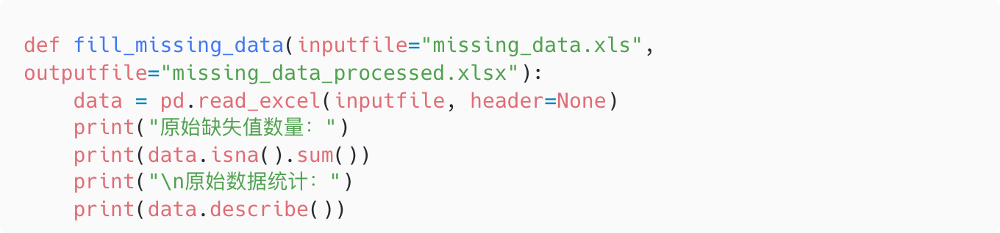 def fill_missing_data(inputfile="missing_data.xls",
outputfile="missing_data_processed.xlsx"):
    data = pd.read_excel(inputfile, header=None)
    print("原始缺失值数量：")
    print(data.isna().sum())
    print("\n原始数据统计：")
    print(data.describe())